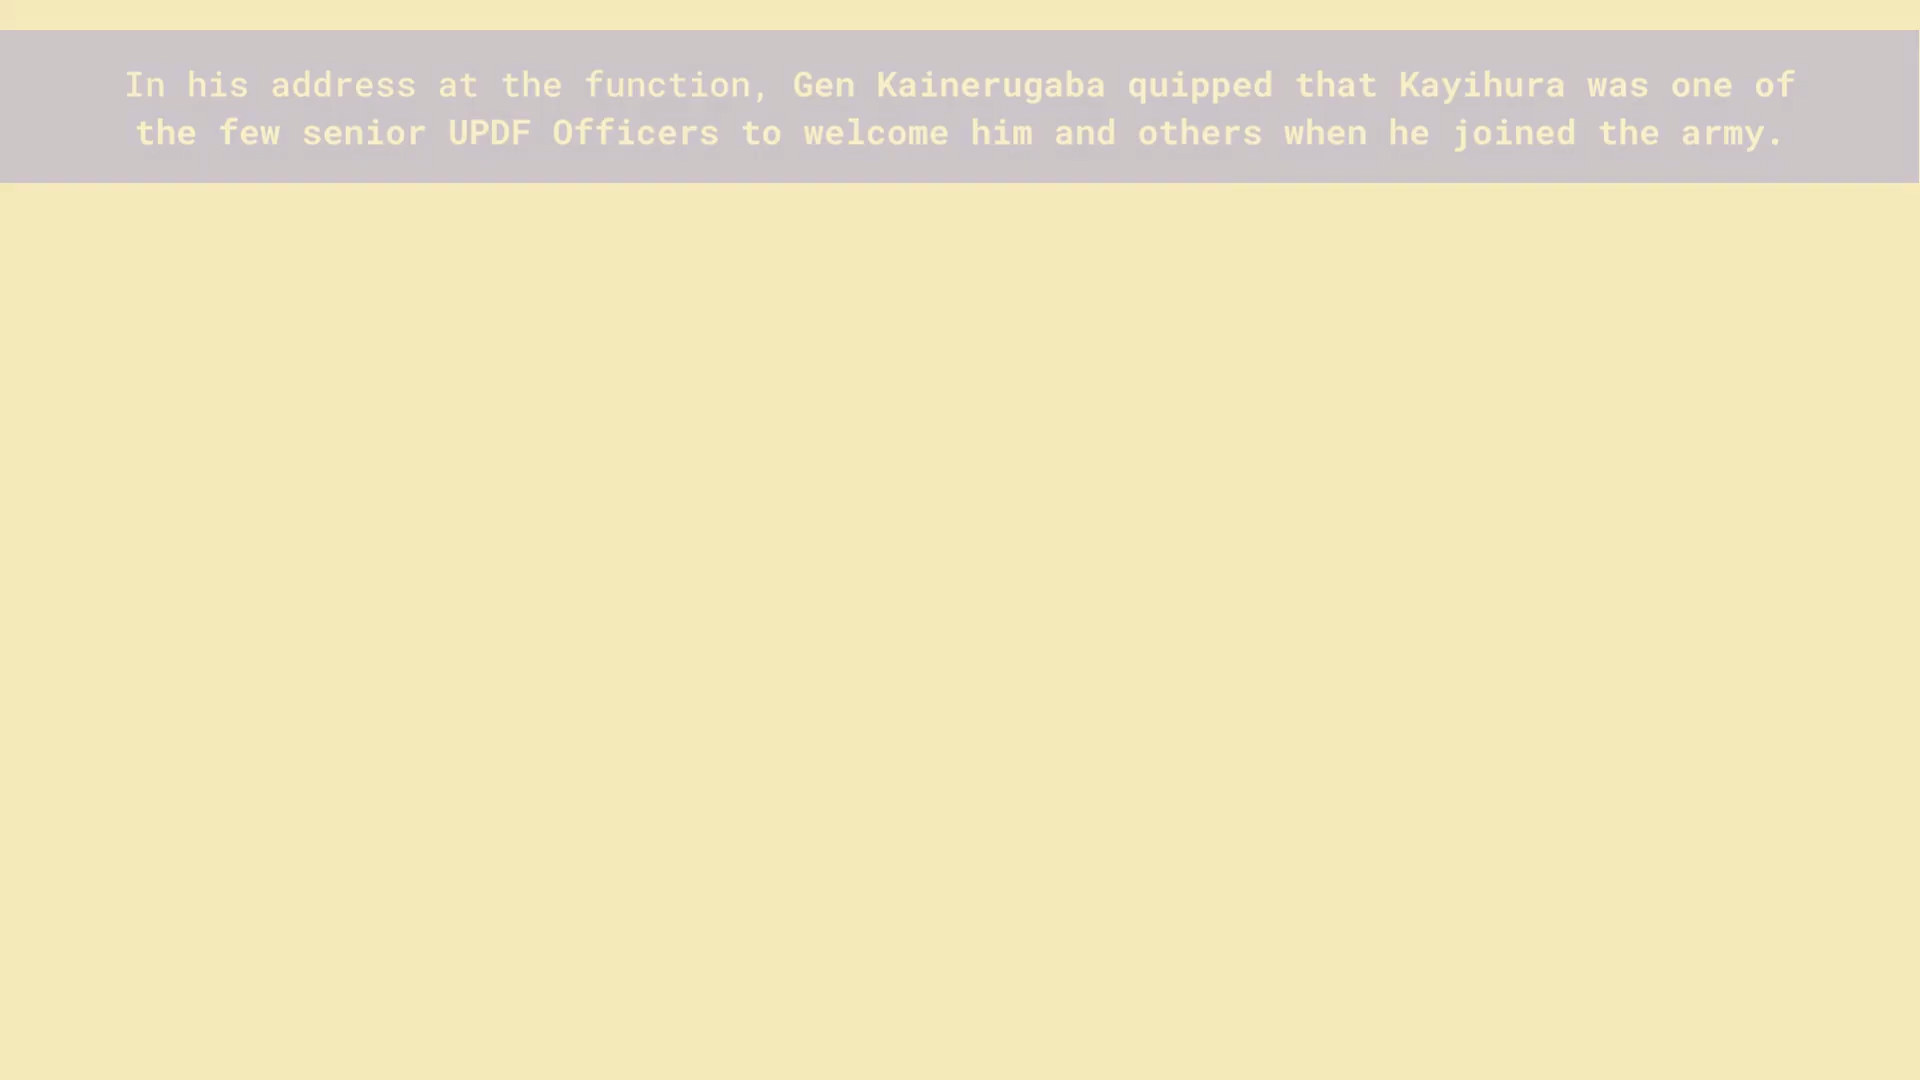 In his address at the function, Gen Kainerugaba quipped that Kayihura was one of
the few senior UPDF Officers to welcome him and others when he joined the army.